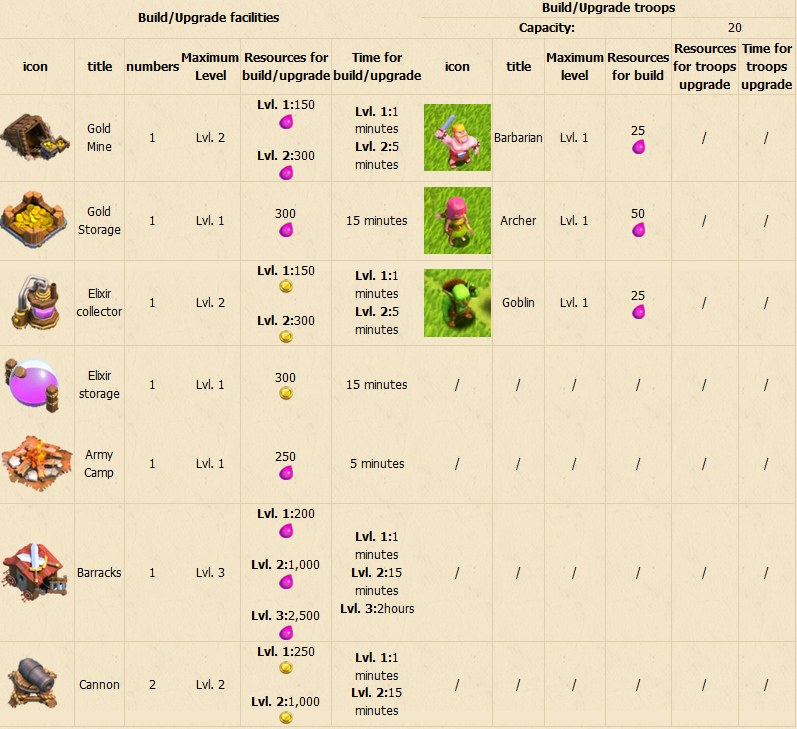 Build/Upgrade facilities
Build/Upgrade troops
Capacity: 20
icon title numbers Maximum Level Resources for build/upgrade Time for build/upgrade icon title Maximum level Resources for build Resources for troops upgrade Time for troops upgrade
Gold Mine 1 Lvl. 2 Lvl. 1:150 Lvl. 2:300 Lvl. 1:1 minutes Lvl. 2:5 minutes Barbarian Lvl. 1 25 / /
Gold Storage 1 Lvl. 1 300 15 minutes Archer Lvl. 1 50 / /
Elixir collector 1 Lvl. 2 Lvl. 1:150 Lvl. 2:300 Lvl. 1:1 minutes Lvl. 2:5 minutes Goblin Lvl. 1 25 / /
Elixir storage 1 Lvl. 1 300 15 minutes / / / / / /
Army Camp 1 Lvl. 1 250 5 minutes / / / / / /
Barracks 1 Lvl. 3 Lvl. 1:200 Lvl. 2:1,000 Lvl. 3:2,500 Lvl. 1:1 minutes Lvl. 2:15 minutes Lvl. 3:2hours / / / / / /
Cannon 2 Lvl. 2 Lvl. 1:250 Lvl. 2:1,000 Lvl. 1:1 minutes Lvl. 2:15 minutes / / / / / /